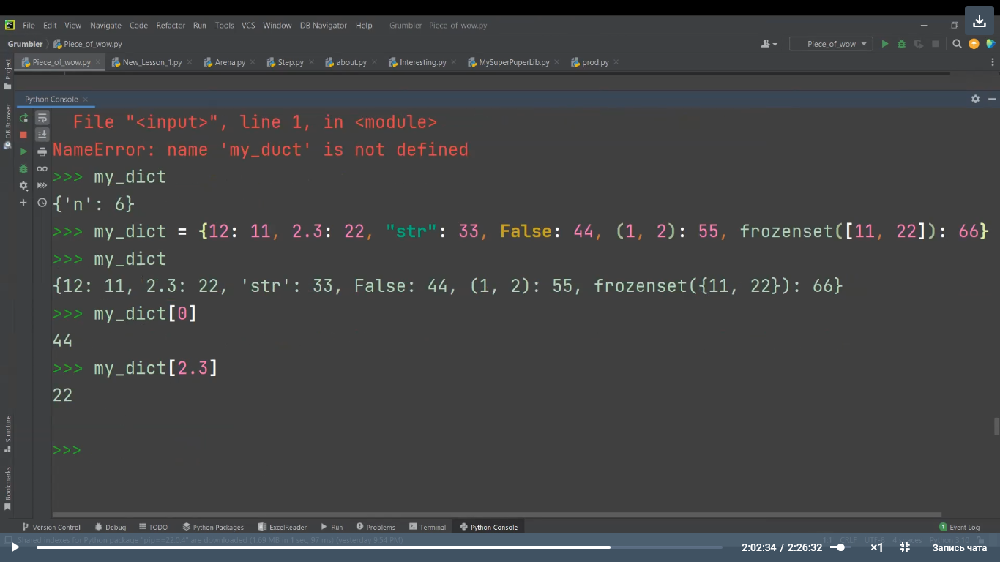 File Edit View Navigate Code Refactor Run Tools VCS Window DB Navigator Help Grumbler - Piece_of_wow.py
Grumbler Piece_of_wow.py Piece_of_wow
Piece_of_wow.py New_Lesson_1.py Arena.py Step.py about.py Interesting.py MySuperPuperLib.py prod.py
Project
DB Browser
Python Console
File "<input>", line 1, in <module>
NameError: name 'my_duct' is not defined
>>> my_dict
{'n': 6}
>>> my_dict = {12: 11, 2.3: 22, "str": 33, False: 44, (1, 2): 55, frozenset([11, 22]): 66}
>>> my_dict
{12: 11, 2.3: 22, 'str': 33, False: 44, (1, 2): 55, frozenset({11, 22}): 66}
>>> my_dict[0]
44
>>> my_dict[2.3]
22
>>>
Structure
Bookmarks
Version Control Debug TODO Python Packages ExcelReader Run Problems Terminal Python Console 1 Event Log
Shared indexes for Python package "pip==22.0.4" are downloaded (1.69 MB in 1 sec, 97 ms) (yesterday 9:54 PM) 1:1 CRLF UTF-8 4 spaces Python 3.10
2:02:34 / 2:26:32 ×1 Запись чата